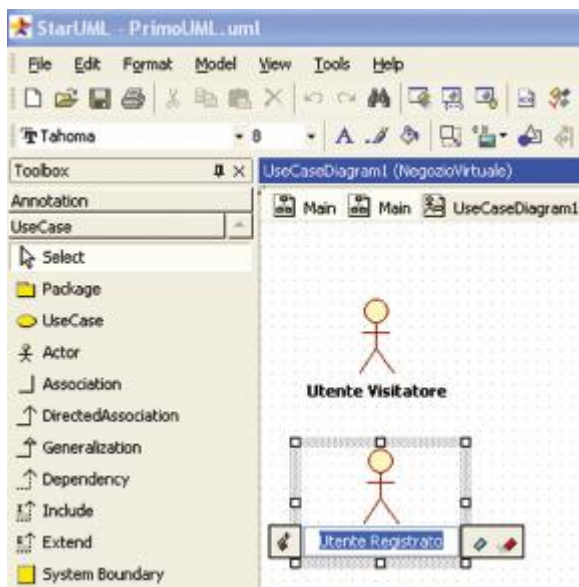 StarUML - PrimoUML.uml
File Edit Format Model View Tools Help
Tahoma 8
Toolbox
UseCaseDiagram1 (NegozioVirtuale)
Annotation
Main Main UseCaseDiagram1
UseCase
Select
Package
UseCase
Actor
Association
DirectedAssociation
Generalization
Dependency
Include
Extend
System Boundary
Utente Visitatore
Utente Registrato